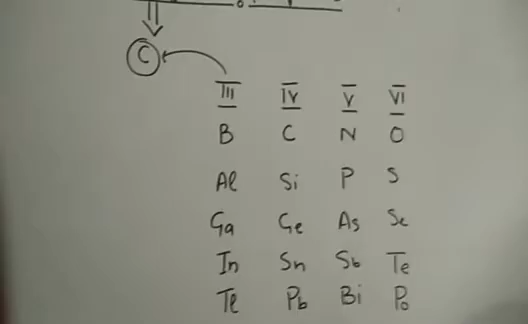 C
III IV V VI
B C N O
Al Si P S
Ga Ge As Se
In Sn Sb Te
Tl Pb Bi Po